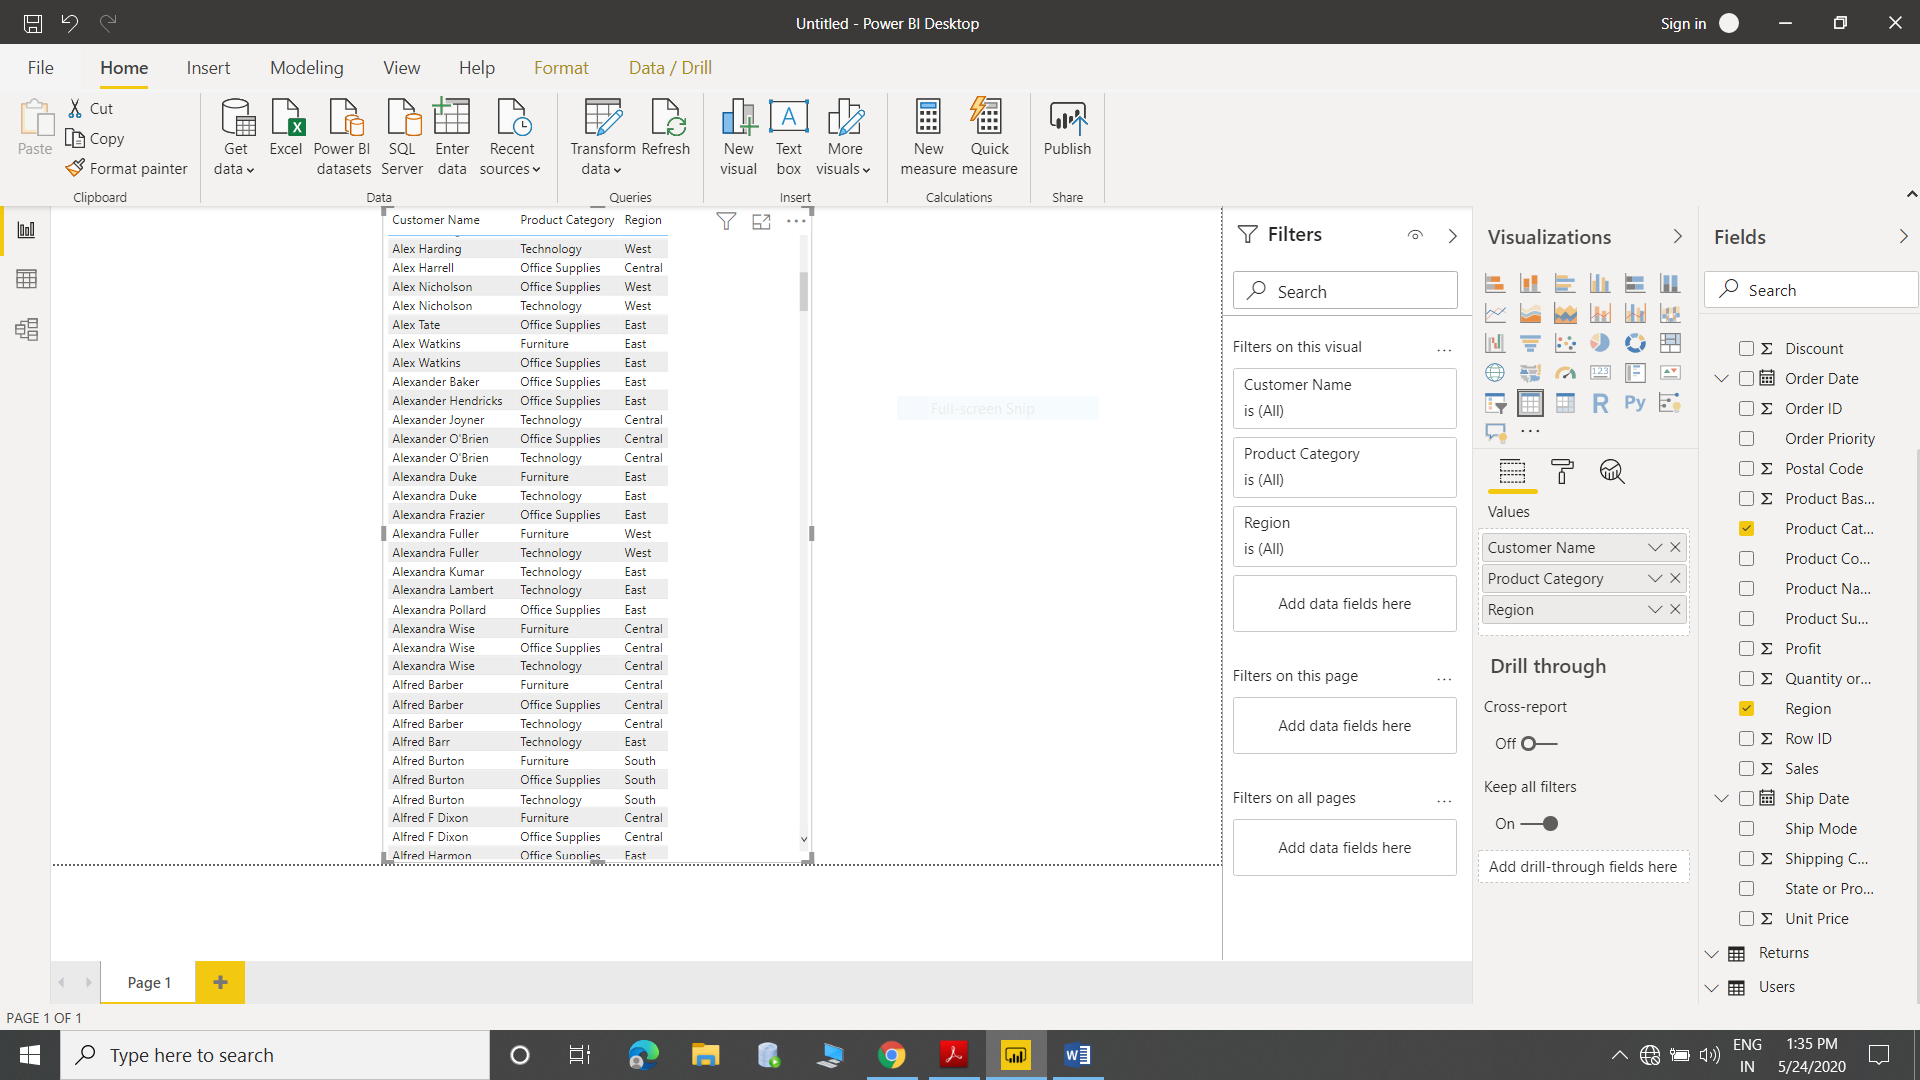 Untitled - Power BI Desktop
Sign in
File Home Insert Modeling View Help Format Data / Drill
Paste
Cut
Copy
Format painter
Clipboard
Get data
Excel
Power BI datasets
SQL Server
Enter data
Recent sources
Data
Transform data
Refresh
Queries
New visual
Text box
More visuals
Insert
New measure
Quick measure
Calculations
Publish
Share
Customer Name Product Category Region
Alex Harding Technology West
Alex Harrell Office Supplies Central
Alex Nicholson Office Supplies West
Alex Nicholson Technology West
Alex Tate Office Supplies East
Alex Watkins Furniture East
Alex Watkins Office Supplies East
Alexander Baker Office Supplies East
Alexander Hendricks Office Supplies East
Alexander Joyner Technology Central
Alexander O'Brien Office Supplies Central
Alexander O'Brien Technology Central
Alexandra Duke Furniture East
Alexandra Duke Technology East
Alexandra Frazier Office Supplies East
Alexandra Fuller Furniture West
Alexandra Fuller Technology West
Alexandra Kumar Technology East
Alexandra Lambert Technology East
Alexandra Pollard Office Supplies East
Alexandra Wise Furniture Central
Alexandra Wise Office Supplies Central
Alexandra Wise Technology Central
Alfred Barber Furniture Central
Alfred Barber Office Supplies Central
Alfred Barber Technology Central
Alfred Barr Technology East
Alfred Burton Furniture South
Alfred Burton Office Supplies South
Alfred Burton Technology South
Alfred F Dixon Furniture Central
Alfred F Dixon Office Supplies Central
Alfred Harmon Office Supplies East
Full-screen Snip
Filters
Search
Filters on this visual ...
Customer Name
is (All)
Product Category
is (All)
Region
is (All)
Add data fields here
Filters on this page ...
Add data fields here
Filters on all pages ...
Add data fields here
Visualizations
123
R Py
...
Values
Customer Name
Product Category
Region
Drill through
Cross-report
Off
Keep all filters
On
Add drill-through fields here
Fields
Search
Σ Discount
Order Date
Σ Order ID
Order Priority
Σ Postal Code
Σ Product Bas...
Product Cat...
Product Co...
Product Na...
Product Su...
Σ Profit
Σ Quantity or...
Region
Σ Row ID
Σ Sales
Ship Date
Ship Mode
Σ Shipping C...
State or Pro...
Σ Unit Price
Returns
Users
Page 1
PAGE 1 OF 1
Type here to search
ENG
IN
1:35 PM
5/24/2020